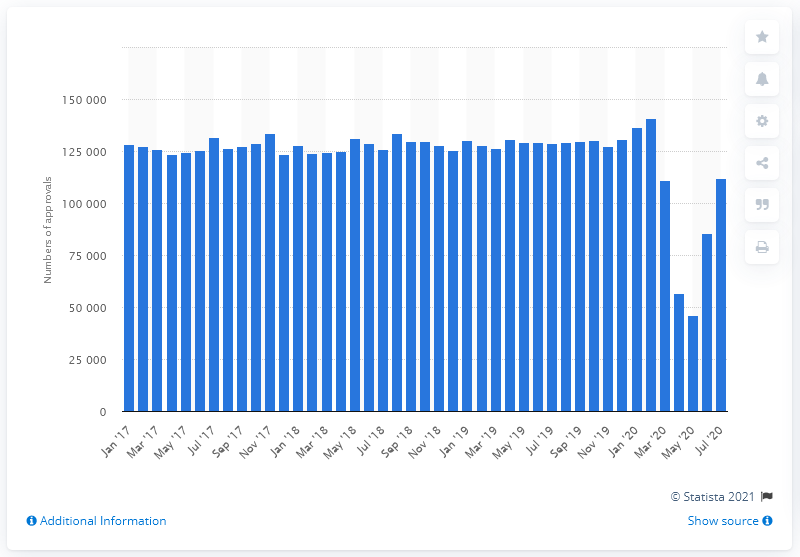 Numbers of approvals
150 000
125 000
100 000
75 000
50 000
25 000
0
Jan '17
Mar '17
May '17
Jul '17
Sep '17
Nov '17
Jan '18
Mar '18
May '18
Jul '18
Sep '18
Nov '18
Jan '19
Mar '19
May '19
Jul '19
Sep '19
Nov '19
Jan '20
Mar '20
May '20
Jul '20
© Statista 2021
Additional Information
Show source